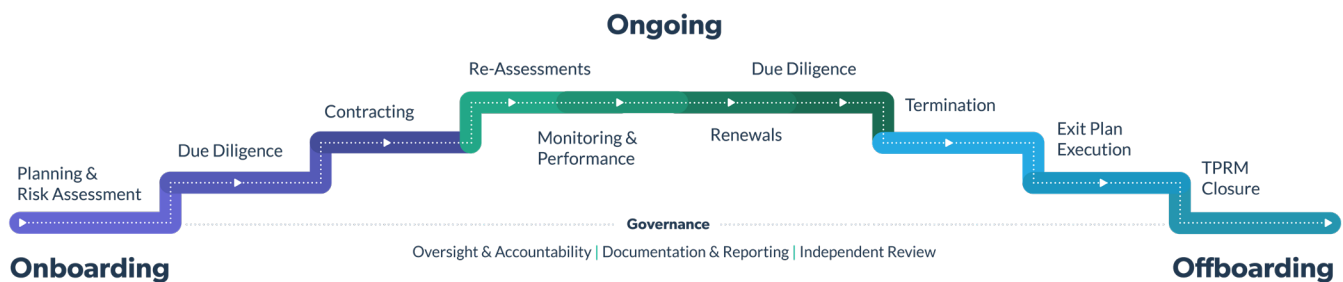 Ongoing
Re-Assessments
Due Diligence
Contracting
Termination
Monitoring &
Performance
Renewals
Exit Plan
Execution
Due Diligence
Planning &
Risk Assessment
TPRM
Closure
Governance
Oversight & Accountability | Documentation & Reporting | Independent Review
Onboarding
Offboarding